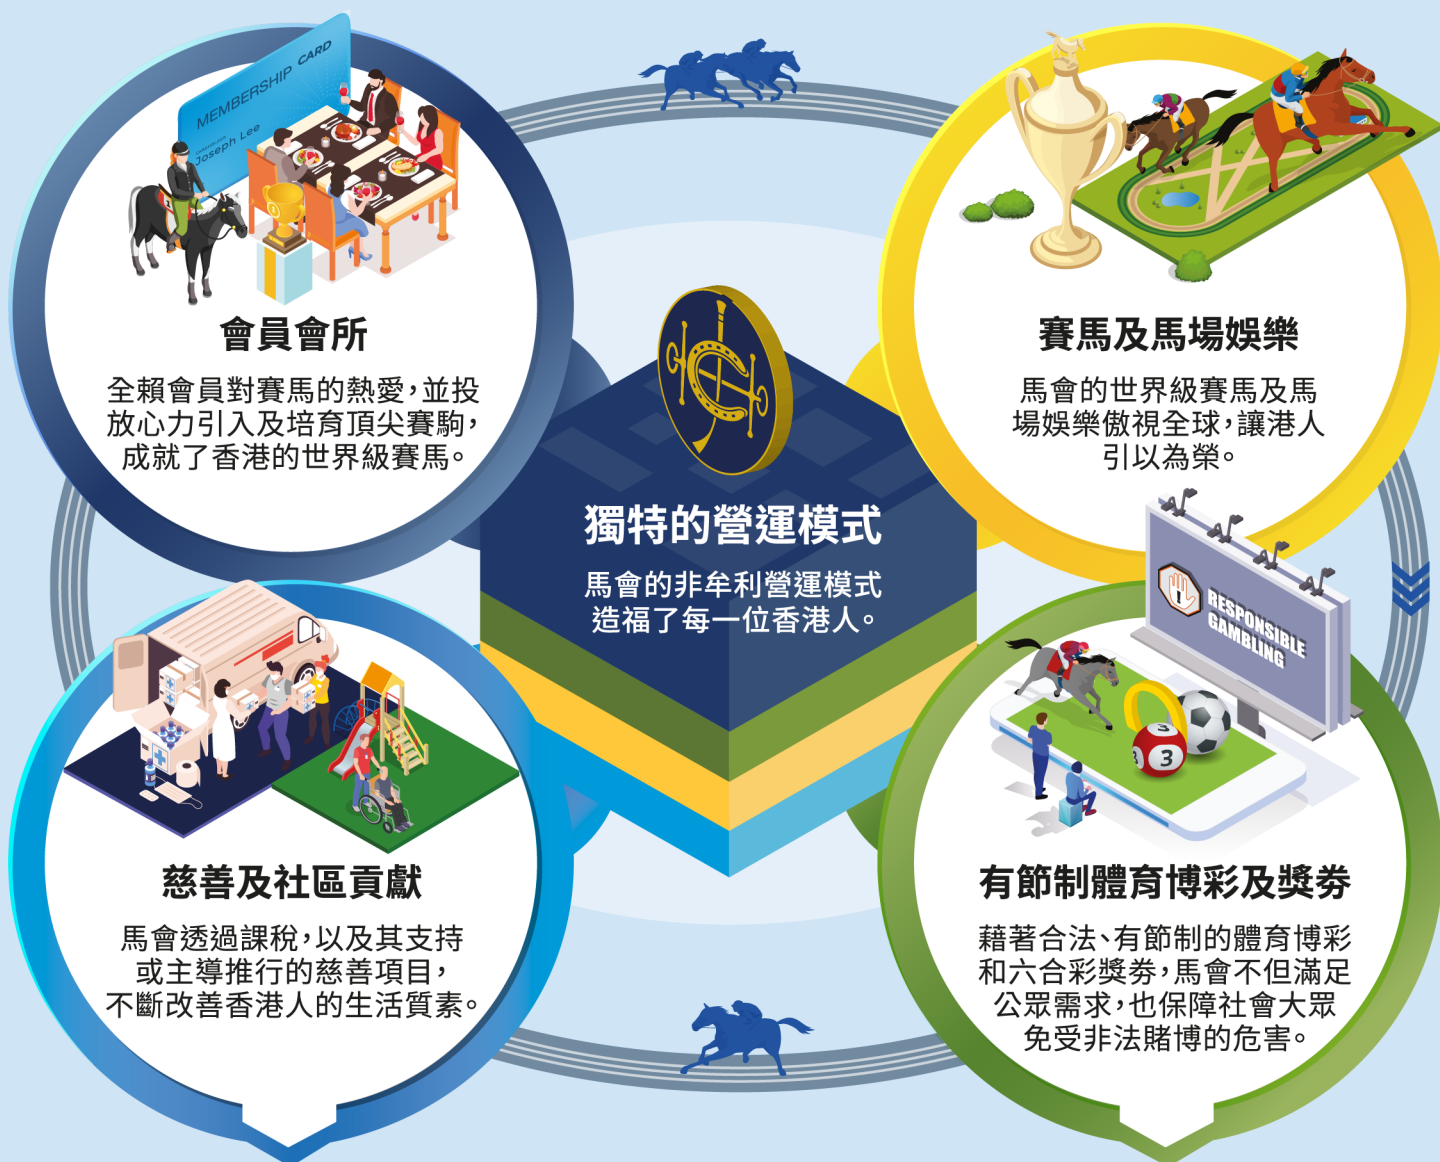 MEMBERSHIP CARD
Joseph Lee
會員會所
全賴會員對賽馬的熱愛，並投
放心力引入及培育頂尖賽駒，
成就了香港的世界級賽馬。
賽馬及馬場娛樂
馬會的世界級賽馬及馬
場娛樂傲視全球，讓港人
引以為榮。
獨特的營運模式
馬會的非牟利營運模式
造福了每一位香港人。
慈善及社區貢獻
馬會透過課稅，以及其支持
或主導推行的慈善項目，
不斷改善香港人的生活質素。
RESPONSIBLE
GAMBLING
3
3
3
有節制體育博彩及獎券
藉著合法、有節制的體育博彩
和六合彩獎券，馬會不但滿足
公眾需求，也保障社會大眾
免受非法賭博的危害。